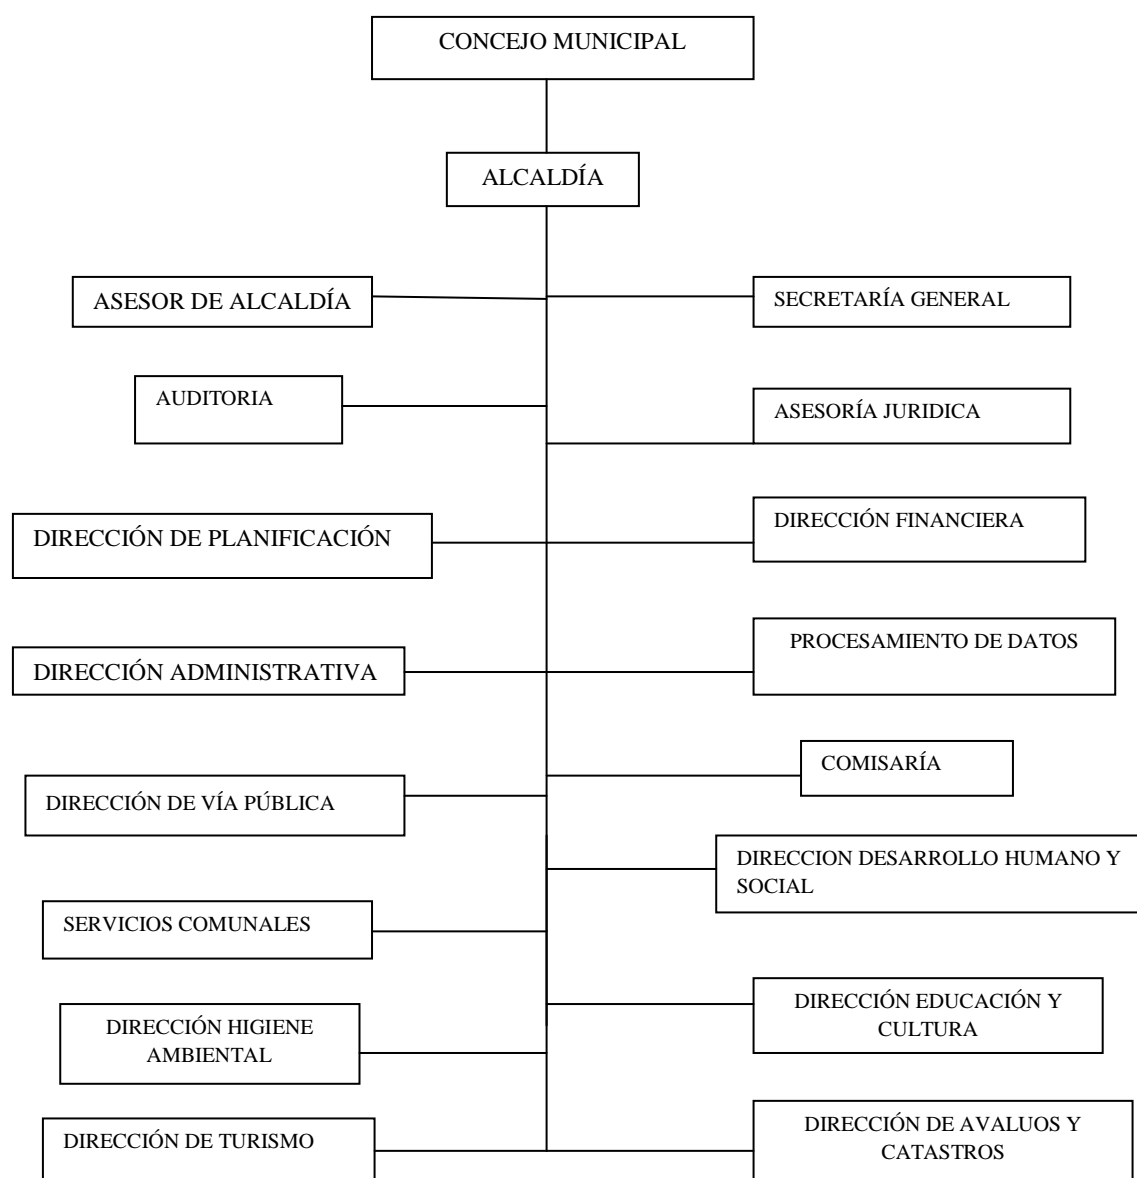 CONCEJO MUNICIPAL
ALCALDÍA
ASESOR DE ALCALDÍA
SECRETARÍA GENERAL
AUDITORIA
ASESORÍA JURIDICA
DIRECCIÓN DE PLANIFICACIÓN
DIRECCIÓN FINANCIERA
DIRECCIÓN ADMINISTRATIVA
PROCESAMIENTO DE DATOS
DIRECCIÓN DE VÍA PÚBLICA
COMISARÍA
DIRECCION DESARROLLO HUMANO Y
SOCIAL
SERVICIOS COMUNALES
DIRECCIÓN EDUCACIÓN Y
CULTURA
DIRECCIÓN HIGIENE
AMBIENTAL
DIRECCIÓN DE TURISMO
DIRECCIÓN DE AVALUOS Y
CATASTROS